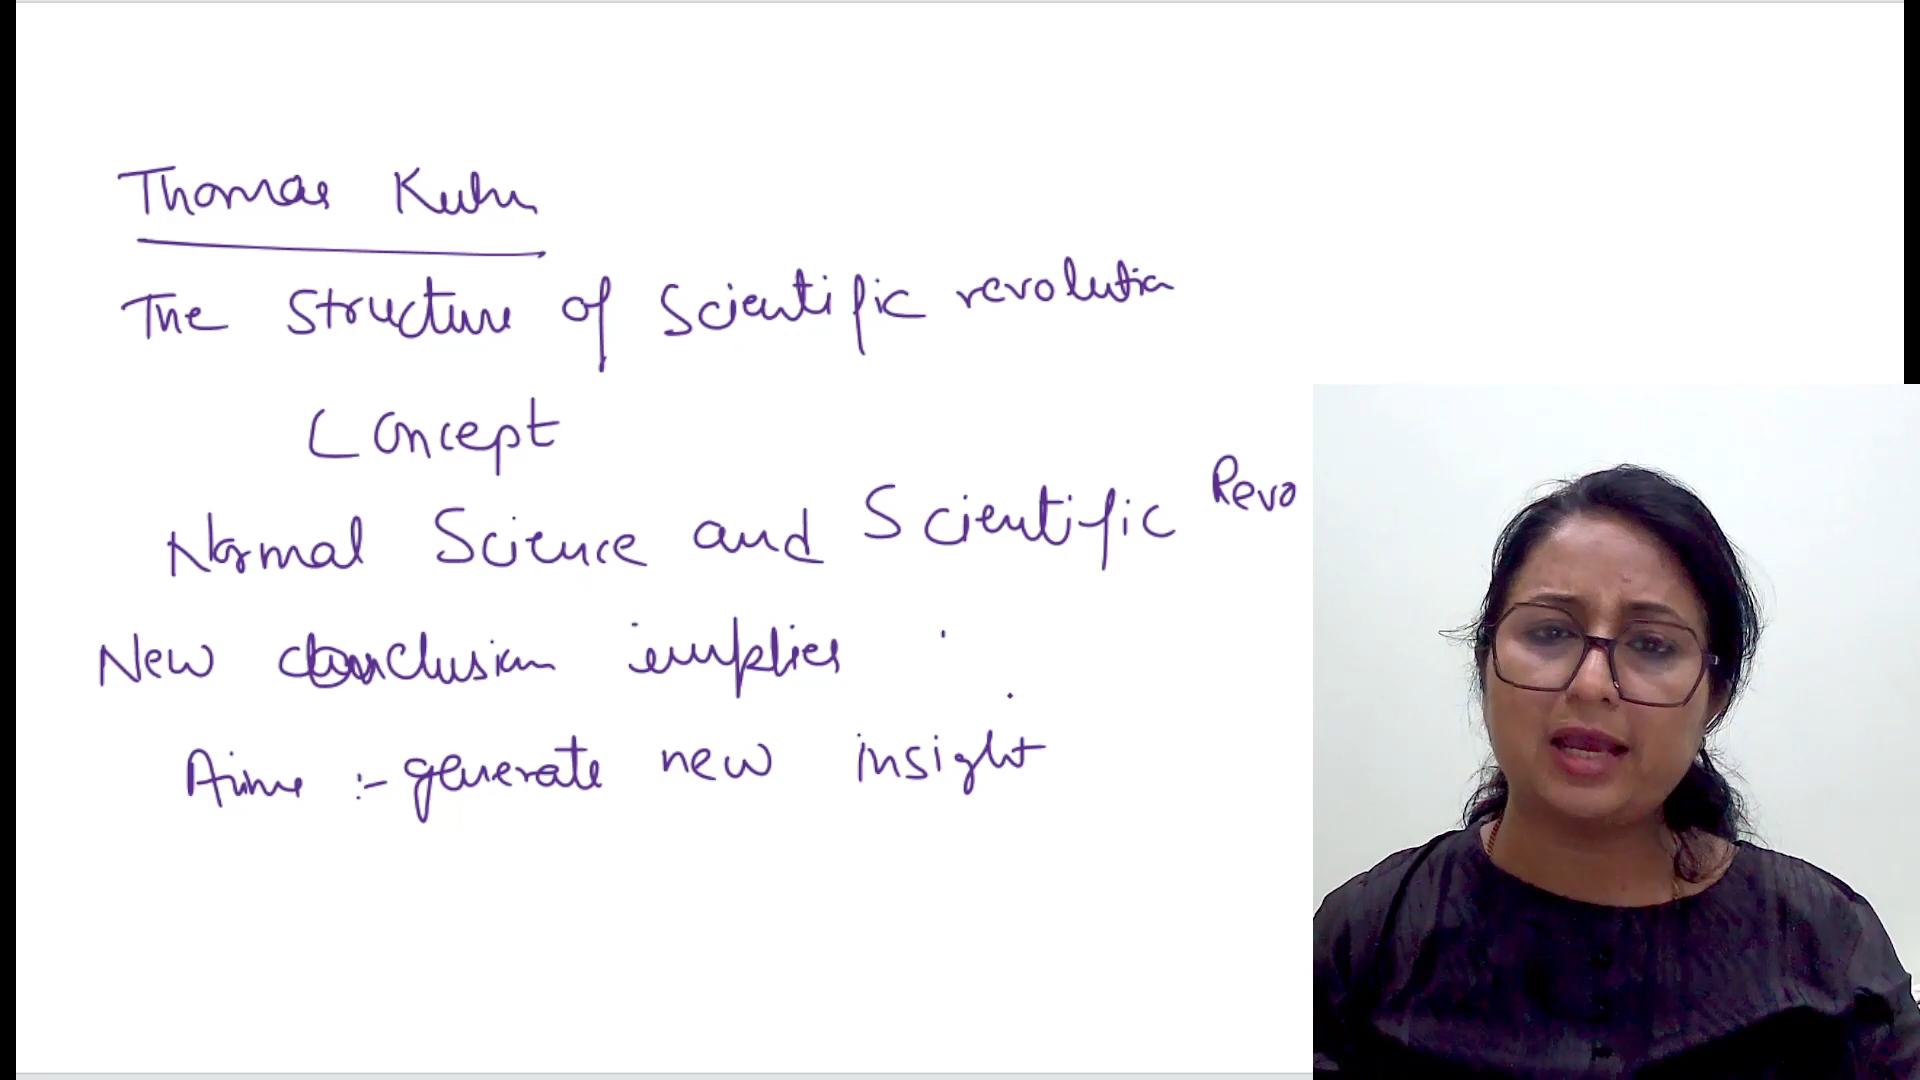 Thomas Kuhn
The Structure of Scientific revolution
Concept
Normal Science and Scientific Revo
New conclusion implies
Aime :- generate new insight